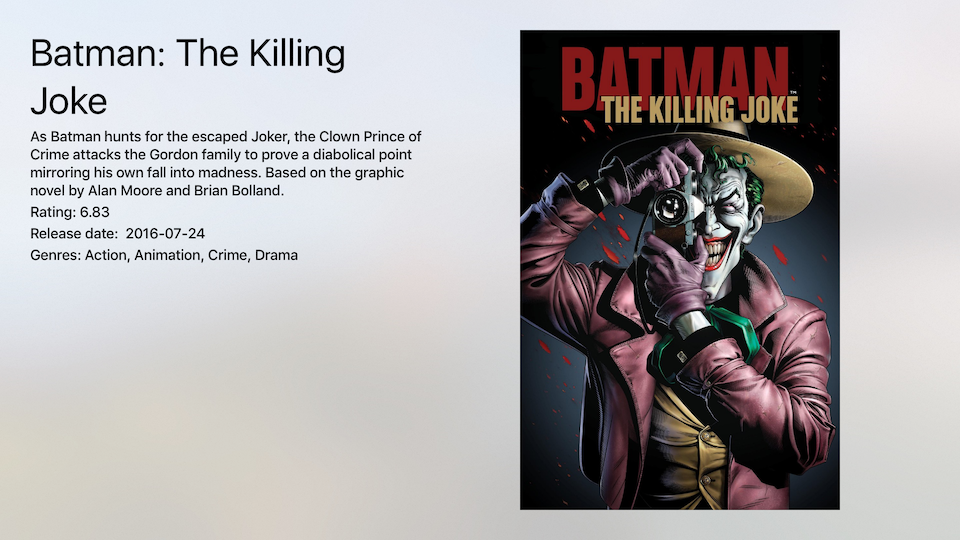 Batman: The Killing
Joke
As Batman hunts for the escaped Joker, the Clown Prince of
Crime attacks the Gordon family to prove a diabolical point
mirroring his own fall into madness. Based on the graphic
novel by Alan Moore and Brian Bolland.
Rating: 6.83
Release date:  2016-07-24
Genres: Action, Animation, Crime, Drama
BATMAN™
THE KILLING JOKE